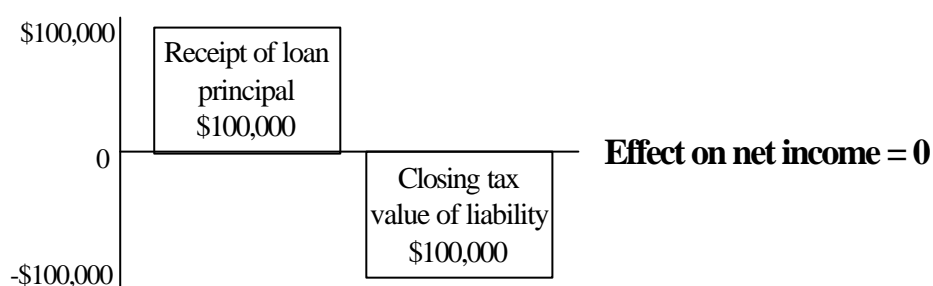 $100,000
Receipt of loan
principal
$100,000
0
Effect on net income = 0
Closing tax
value of liability
$100,000
-$100,000